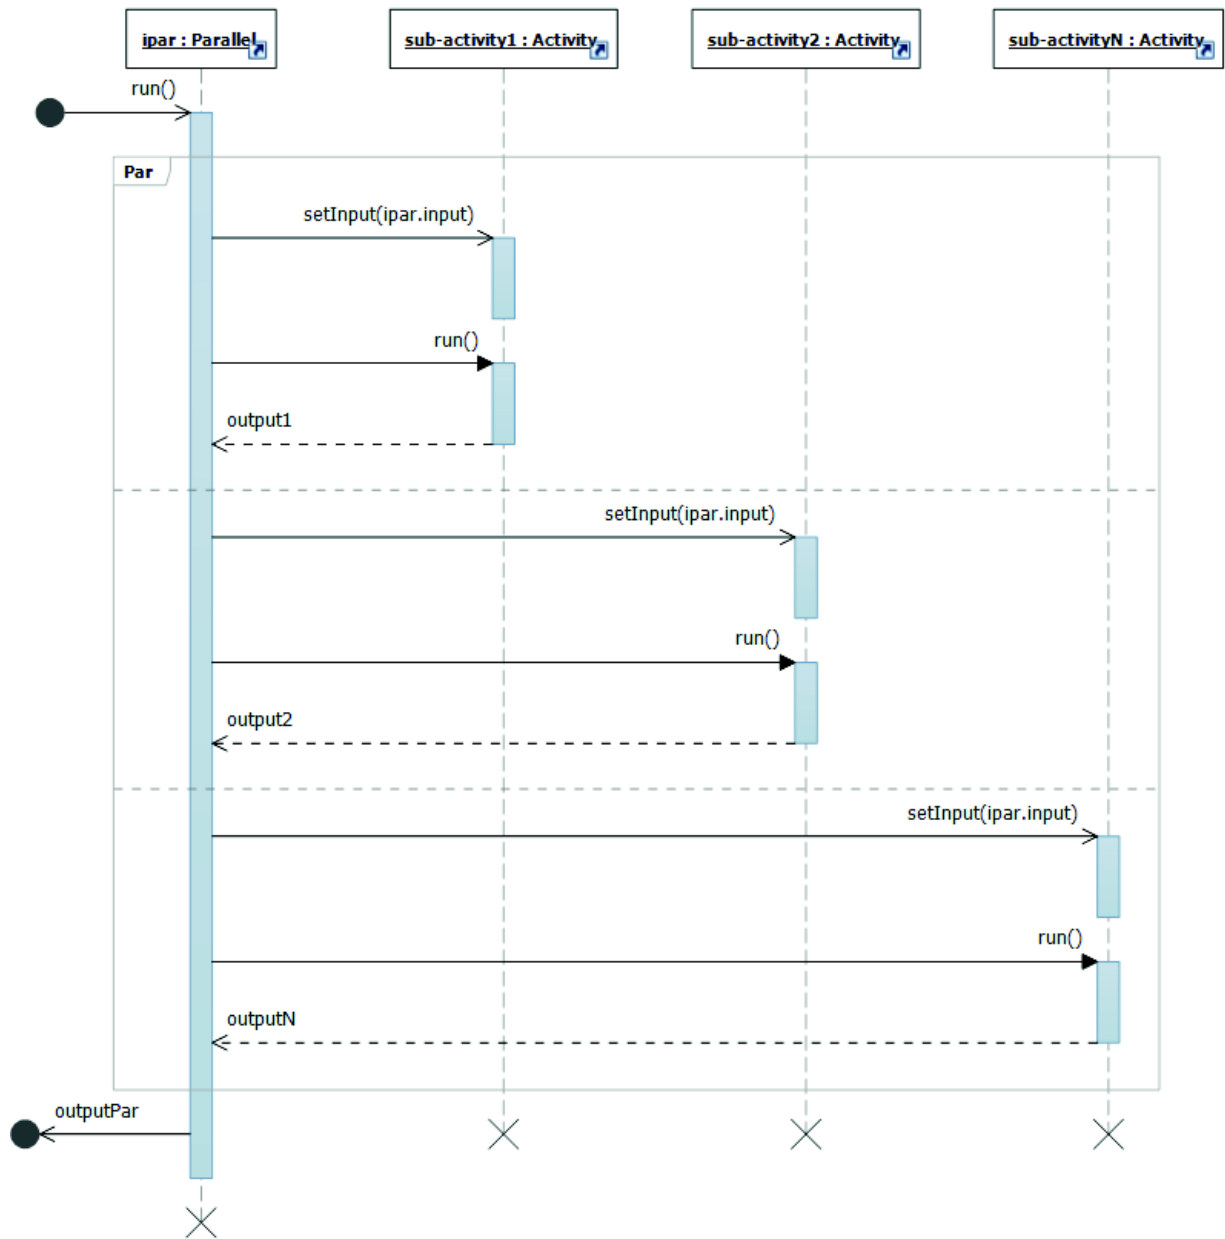 ipar : Parallel
sub-activity1 : Activity
sub-activity2 : Activity
sub-activityN : Activity
run()
Par
setInput(ipar.input)
run()
output1
setInput(ipar.input)
run()
output2
setInput(ipar.input)
run()
outputN
outputPar